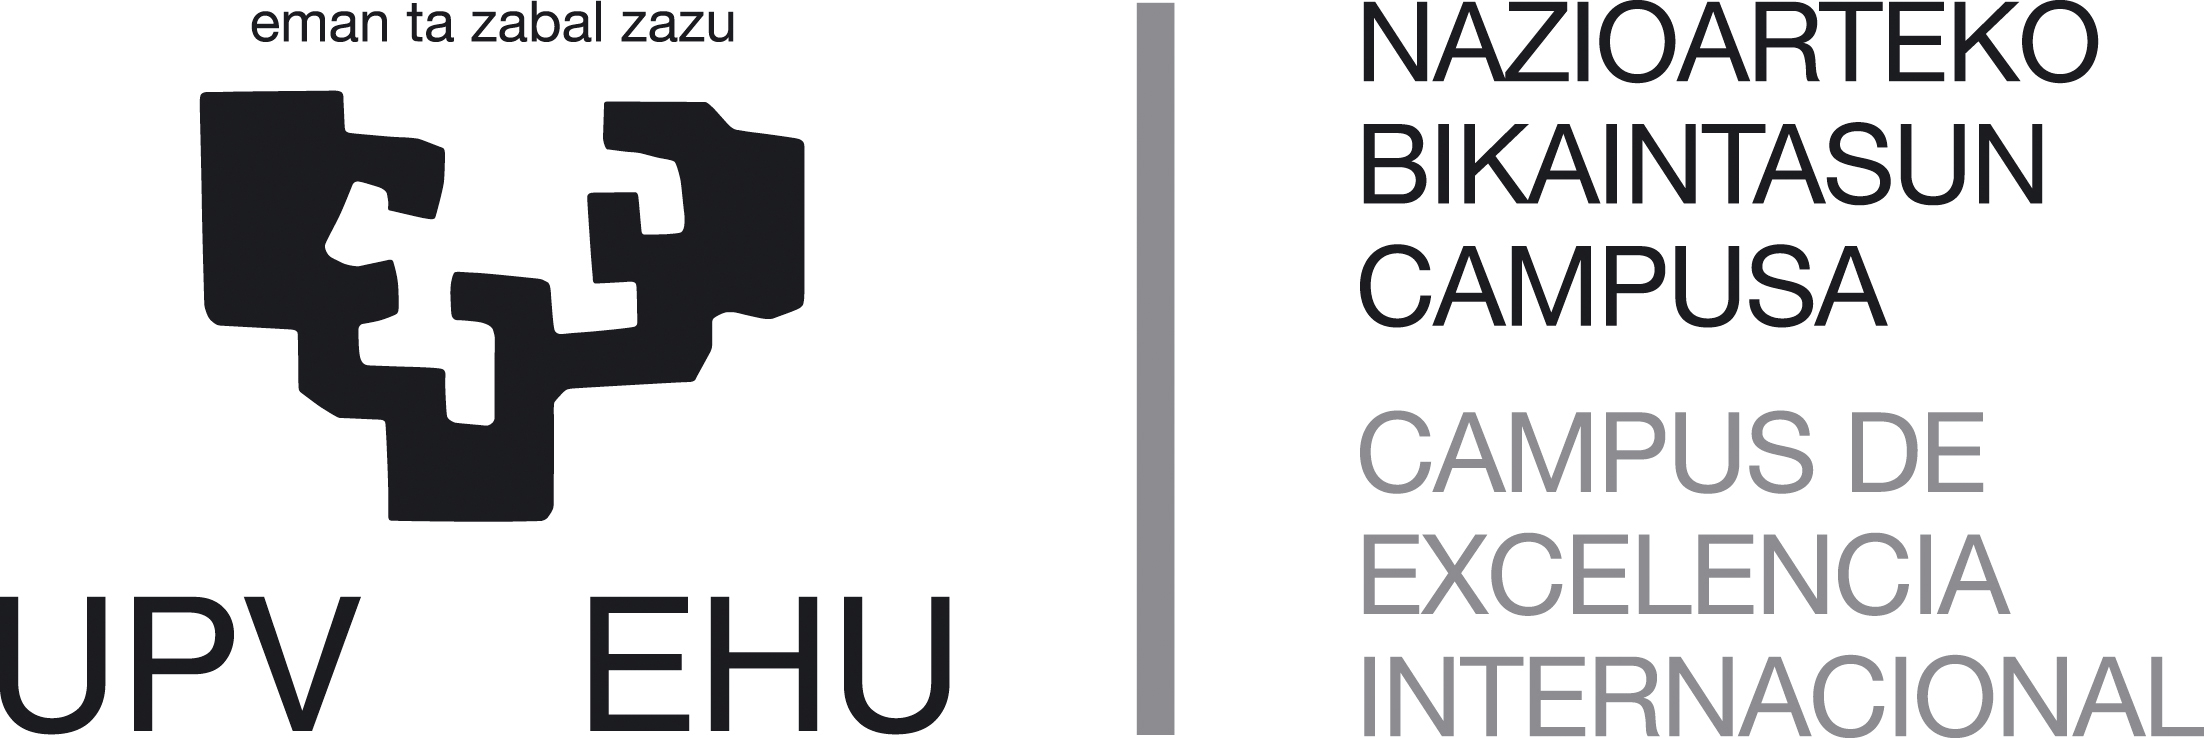 eman ta zabal zazu
UPV EHU
NAZIOARTEKO
BIKAINTASUN
CAMPUSA
CAMPUS DE
EXCELENCIA
INTERNACIONAL